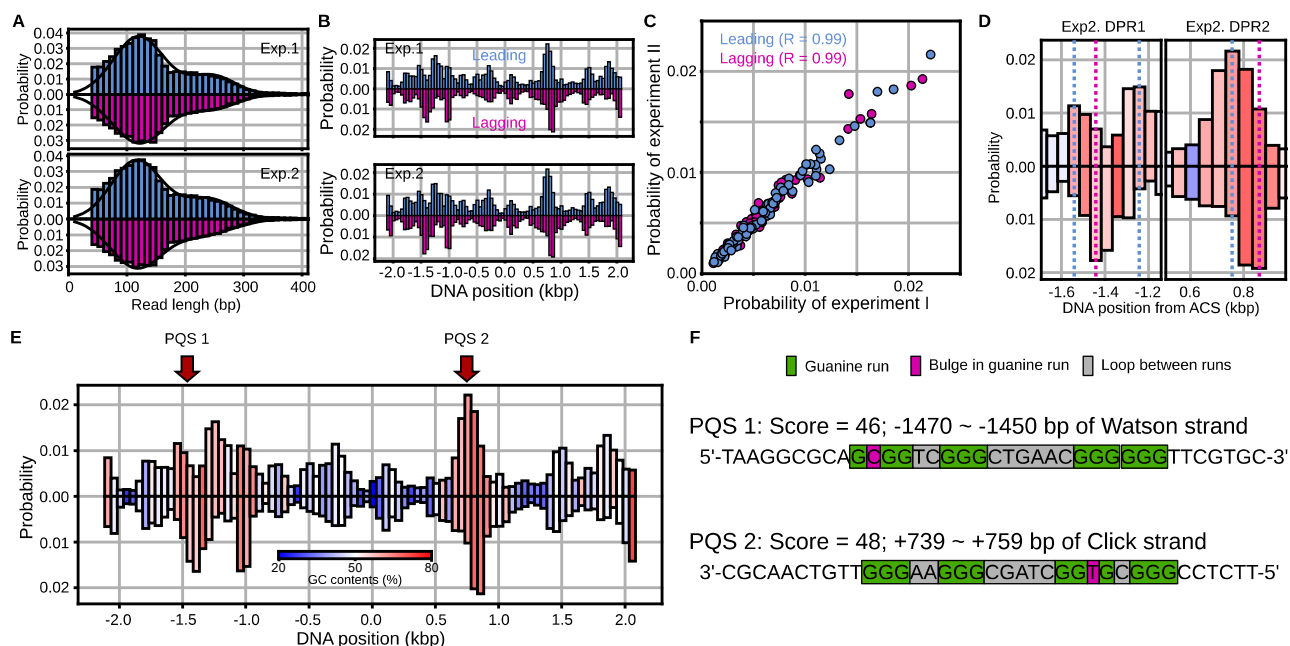 A
0.04
0.03
0.02
0.01
0.00
0.01
0.02
0.03
Probability
Exp.1
0.04
0.03
0.02
0.01
0.00
0.01
0.02
0.03
Probability
Exp.2
0 100 200 300 400
Read lengh (bp)
B
0.02
0.01
0.00
0.01
0.02
Probability
Exp.1
Leading
Lagging
0.02
0.01
0.00
0.01
0.02
Probability
Exp.2
-2.0 -1.5 -1.0 -0.5 0.0 0.5 1.0 1.5 2.0
DNA position (kbp)
C
Leading (R = 0.99)
Lagging (R = 0.99)
0.02
0.01
0.00
Probability of experiment II
0.00 0.01 0.02
Probability of experiment I
D
Exp2. DPR1 Exp2. DPR2
0.02
0.01
0.00
0.01
0.02
Probability
-1.6 -1.4 -1.2 0.6 0.8
DNA position from ACS (kbp)
E
PQS 1 PQS 2
0.02
0.01
0.00
0.01
0.02
Probability
20 50 80
GC contents (%)
-2.0 -1.5 -1.0 -0.5 0.0 0.5 1.0 1.5 2.0
DNA position (kbp)
F
Guanine run Bulge in guanine run Loop between runs
PQS 1: Score = 46; -1470 ~ -1450 bp of Watson strand
5'-TAAGGCGCAGCGGTCGGGCTGAACGGGGGGTTCGTGC-3'
PQS 2: Score = 48; +739 ~ +759 bp of Click strand
3'-CGCAACTGTTGGGAAGGGCGATCGGTGCGGGCCTCTT-5'